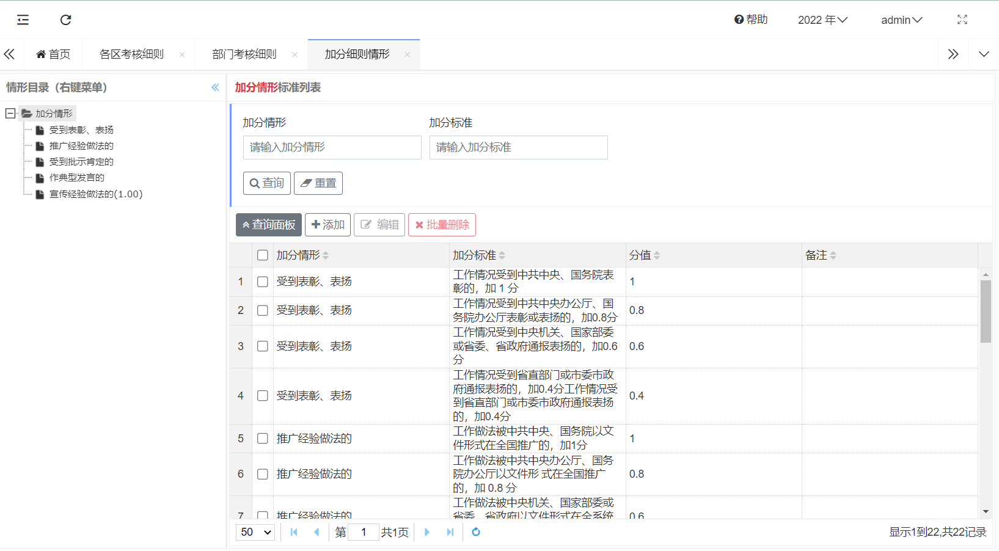 帮助
2022 年
admin
首页
各区考核细则
部门考核细则
加分细则情形
情形目录（右键菜单）
加分情形
受到表彰、表扬
推广经验做法的
受到批示肯定的
作典型发言的
宣传经验做法的(1.00)
加分情形标准列表
加分情形
加分标准
请输入加分情形
请输入加分标准
查询
重置
查询面板
添加
编辑
批量删除
加分情形
加分标准
分值
备注
1
受到表彰、表扬
工作情况受到中共中央、国务院表
彰的，加 1 分
1
2
受到表彰、表扬
工作情况受到中共中央办公厅、国
务院办公厅表彰或表扬的，加0.8分
0.8
3
受到表彰、表扬
工作情况受到中央机关、国家部委
或省委、省政府通报表扬的，加0.6
分
0.6
4
受到表彰、表扬
工作情况受到省直部门或市委市政
府通报表扬的，加0.4分工作情况受
到省直部门或市委市政府通报表扬
的，加0.4分
0.4
5
推广经验做法的
工作做法被中共中央、国务院以文
件形式在全国推广的，加1分
1
6
推广经验做法的
工作做法被中共中央办公厅、国务
院办公厅以文件形 式在全国推广
的，加 0.8 分
0.8
7
推广经验做法的
工作做法被中央机关、国家部委或
省委、省政府以文件形式在全系统
0.6
50
第 1 共1页
显示1到22,共22记录